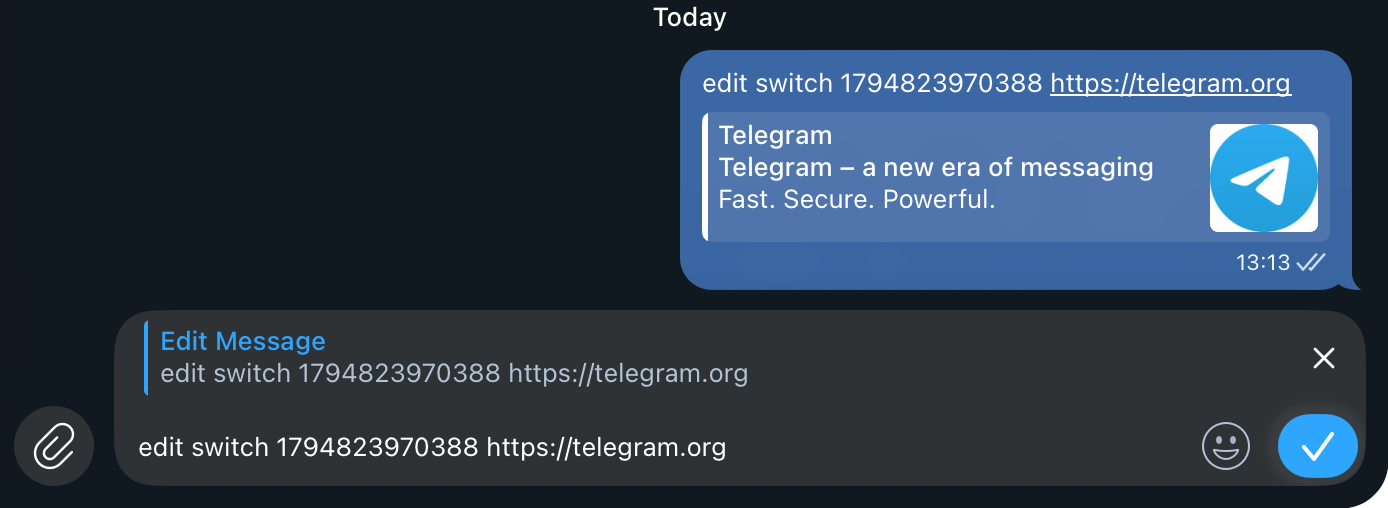 Today
edit switch 1794823970388 https://telegram.org
Telegram
Telegram – a new era of messaging
Fast. Secure. Powerful.
13:13
Edit Message
edit switch 1794823970388 https://telegram.org
edit switch 1794823970388 https://telegram.org